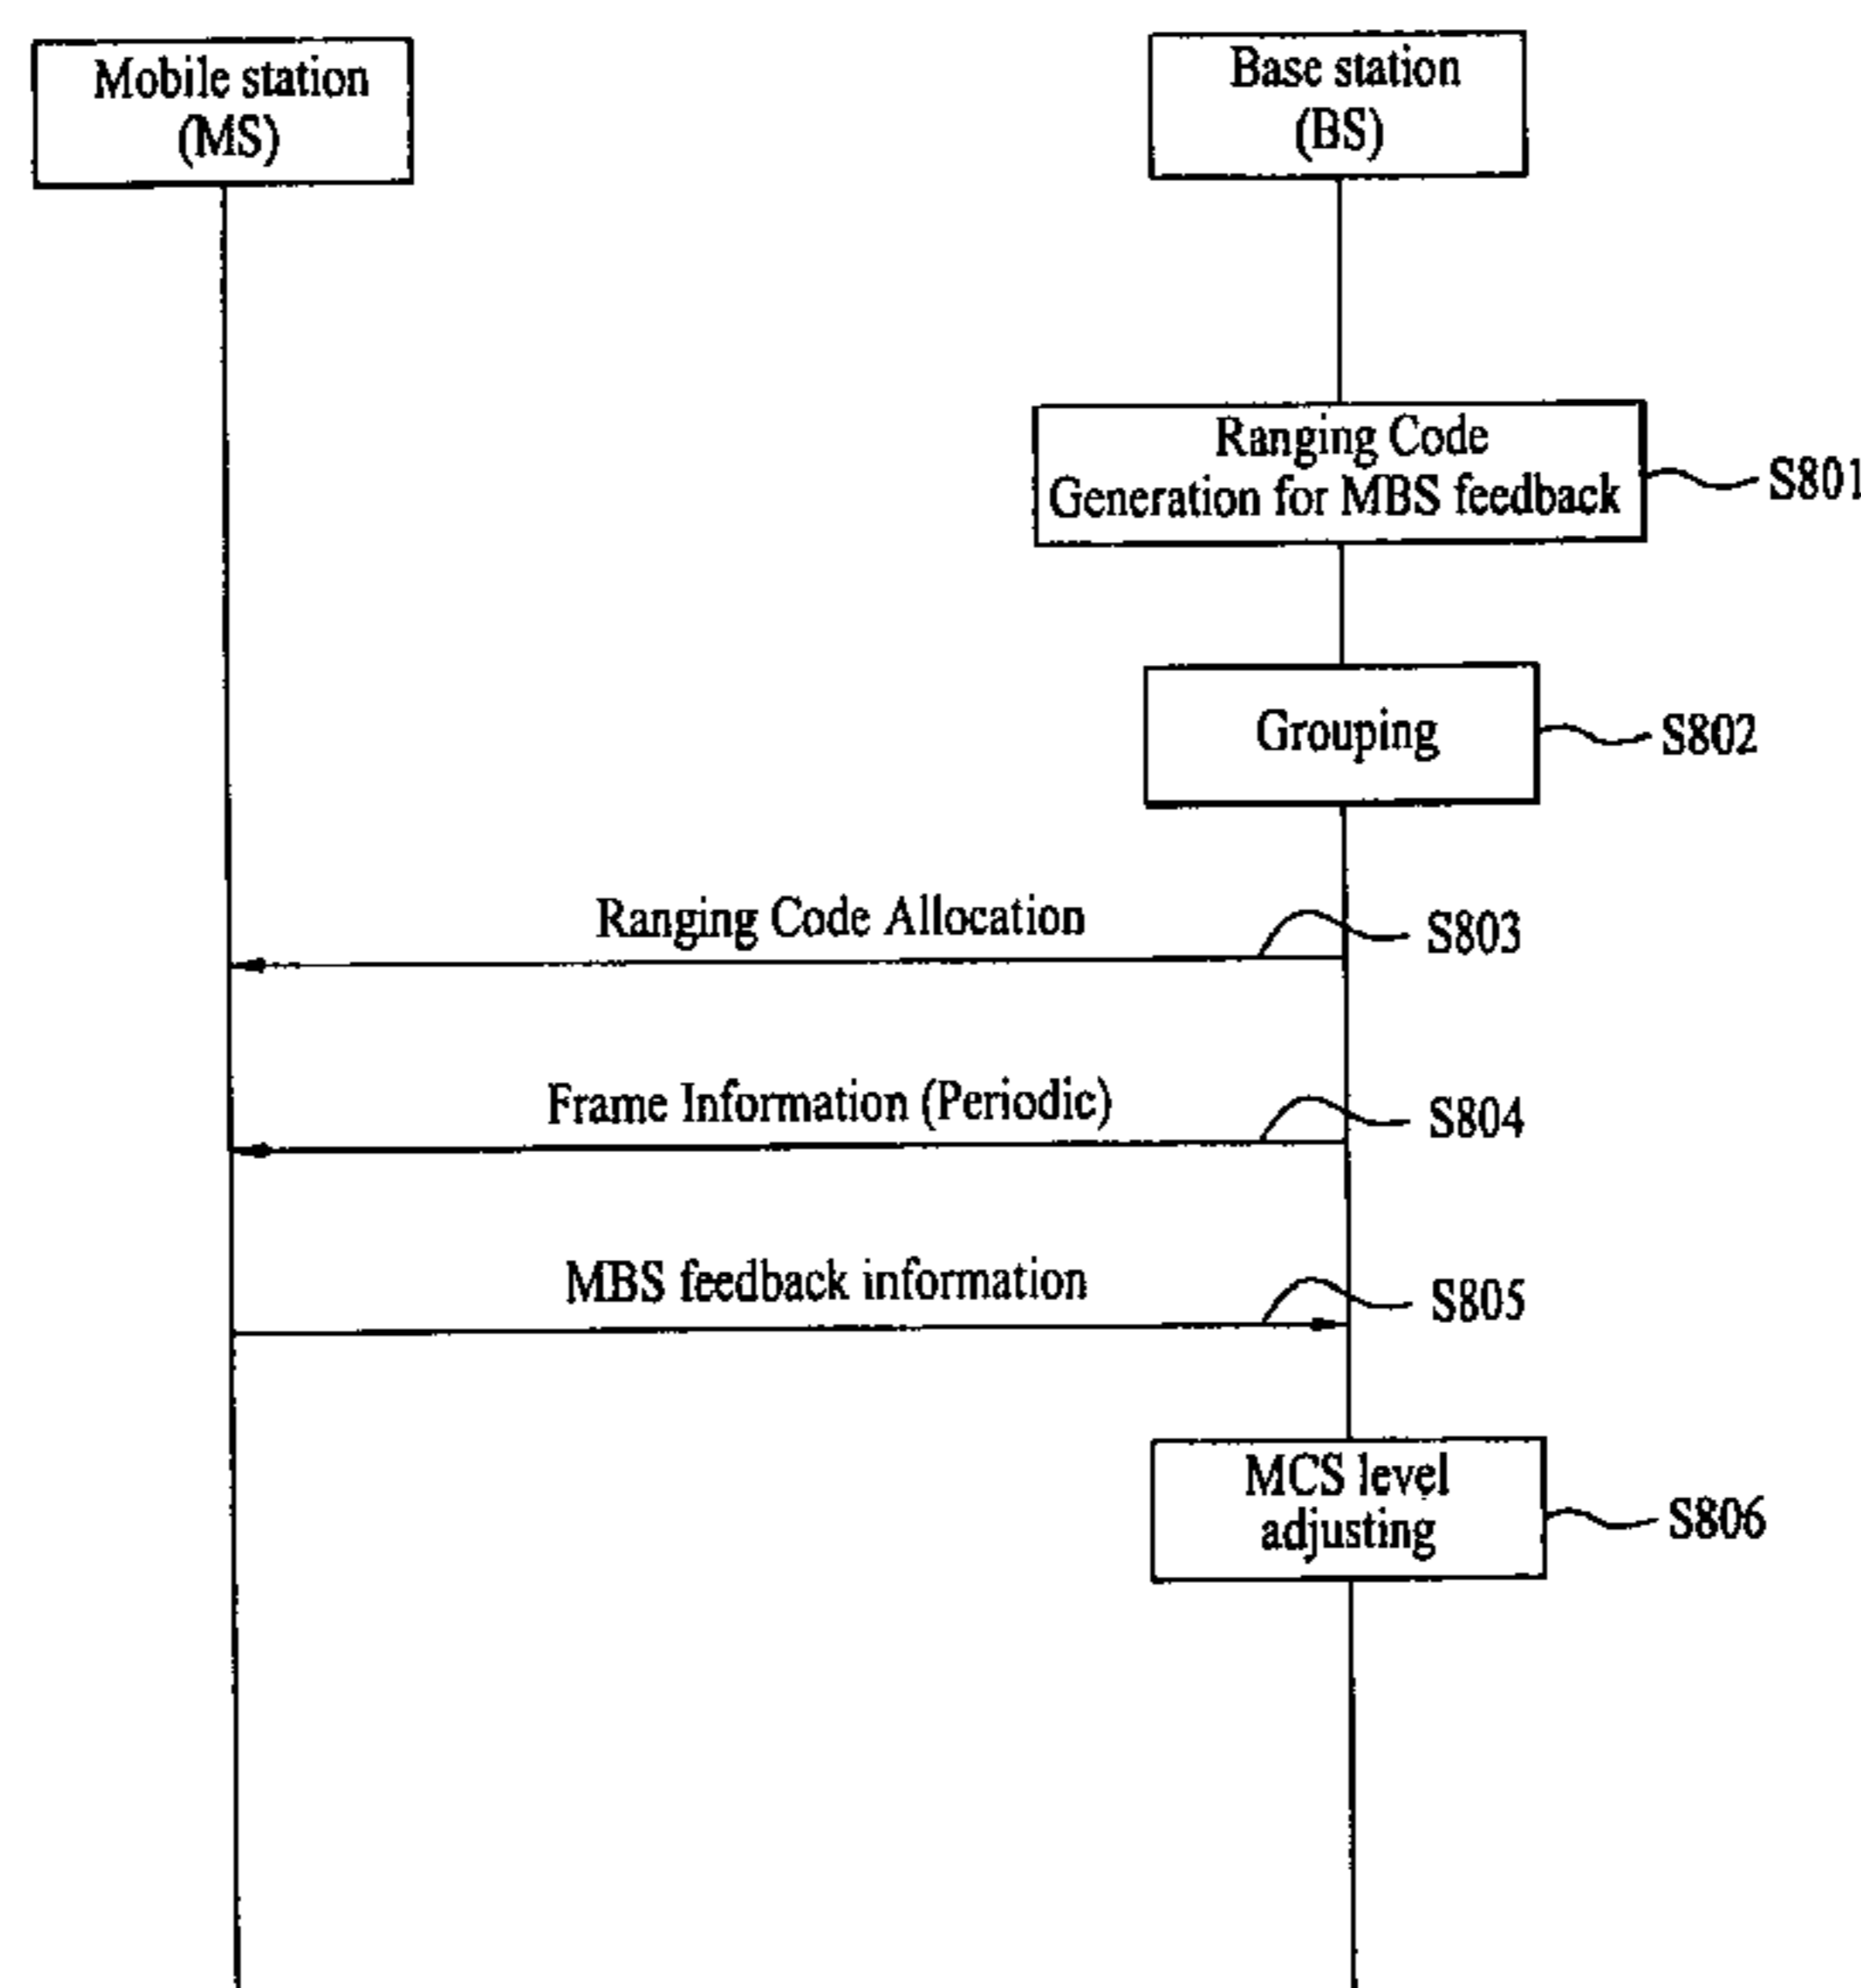 Mobile station
(MS)
Base station
(BS)
Ranging Code
Generation for MBS feedback
S801
Grouping
S802
Ranging Code Allocation
S803
Frame Information (Periodic)
S804
MBS feedback information
S805
MCS level
adjusting
S806